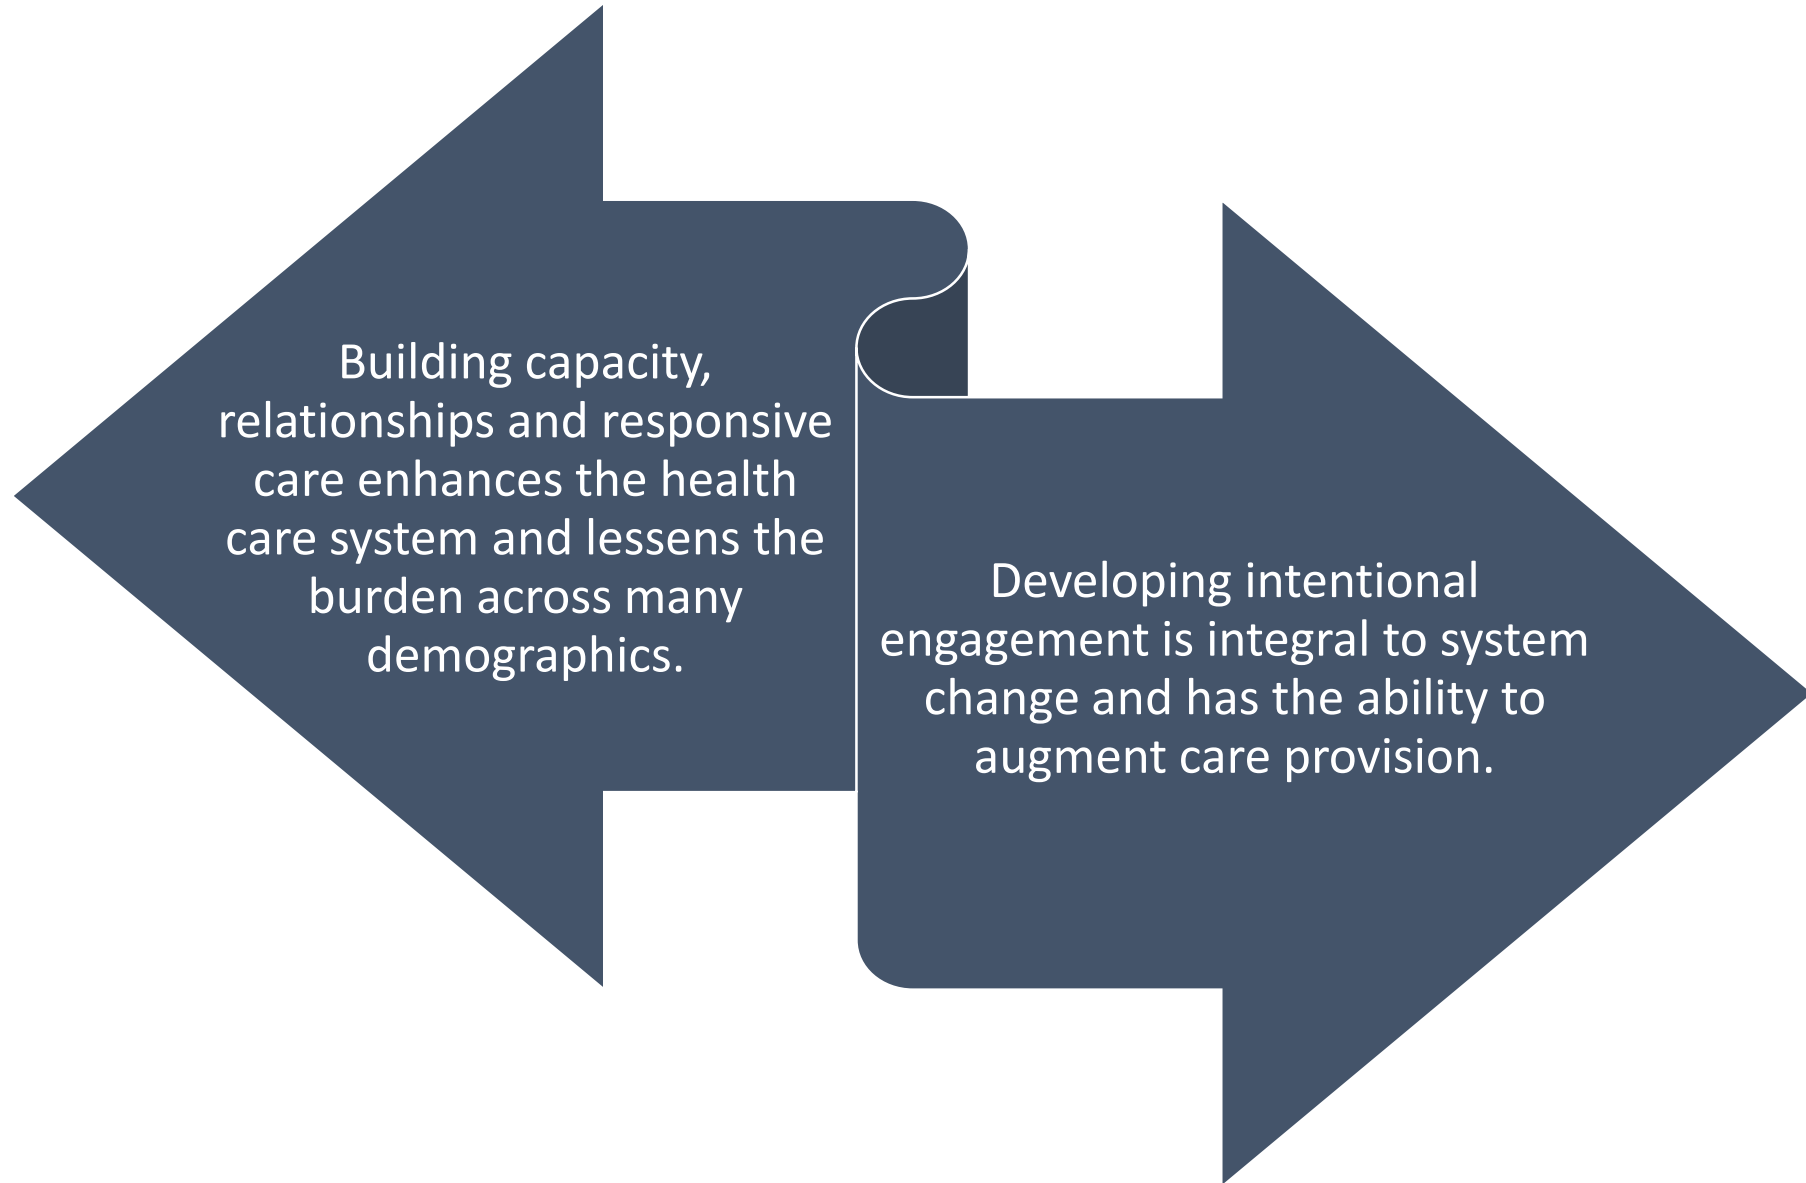 Building capacity,
relationships and responsive
care enhances the health
care system and lessens the
burden across many
demographics.
Developing intentional
engagement is integral to system
change and has the ability to
augment care provision.